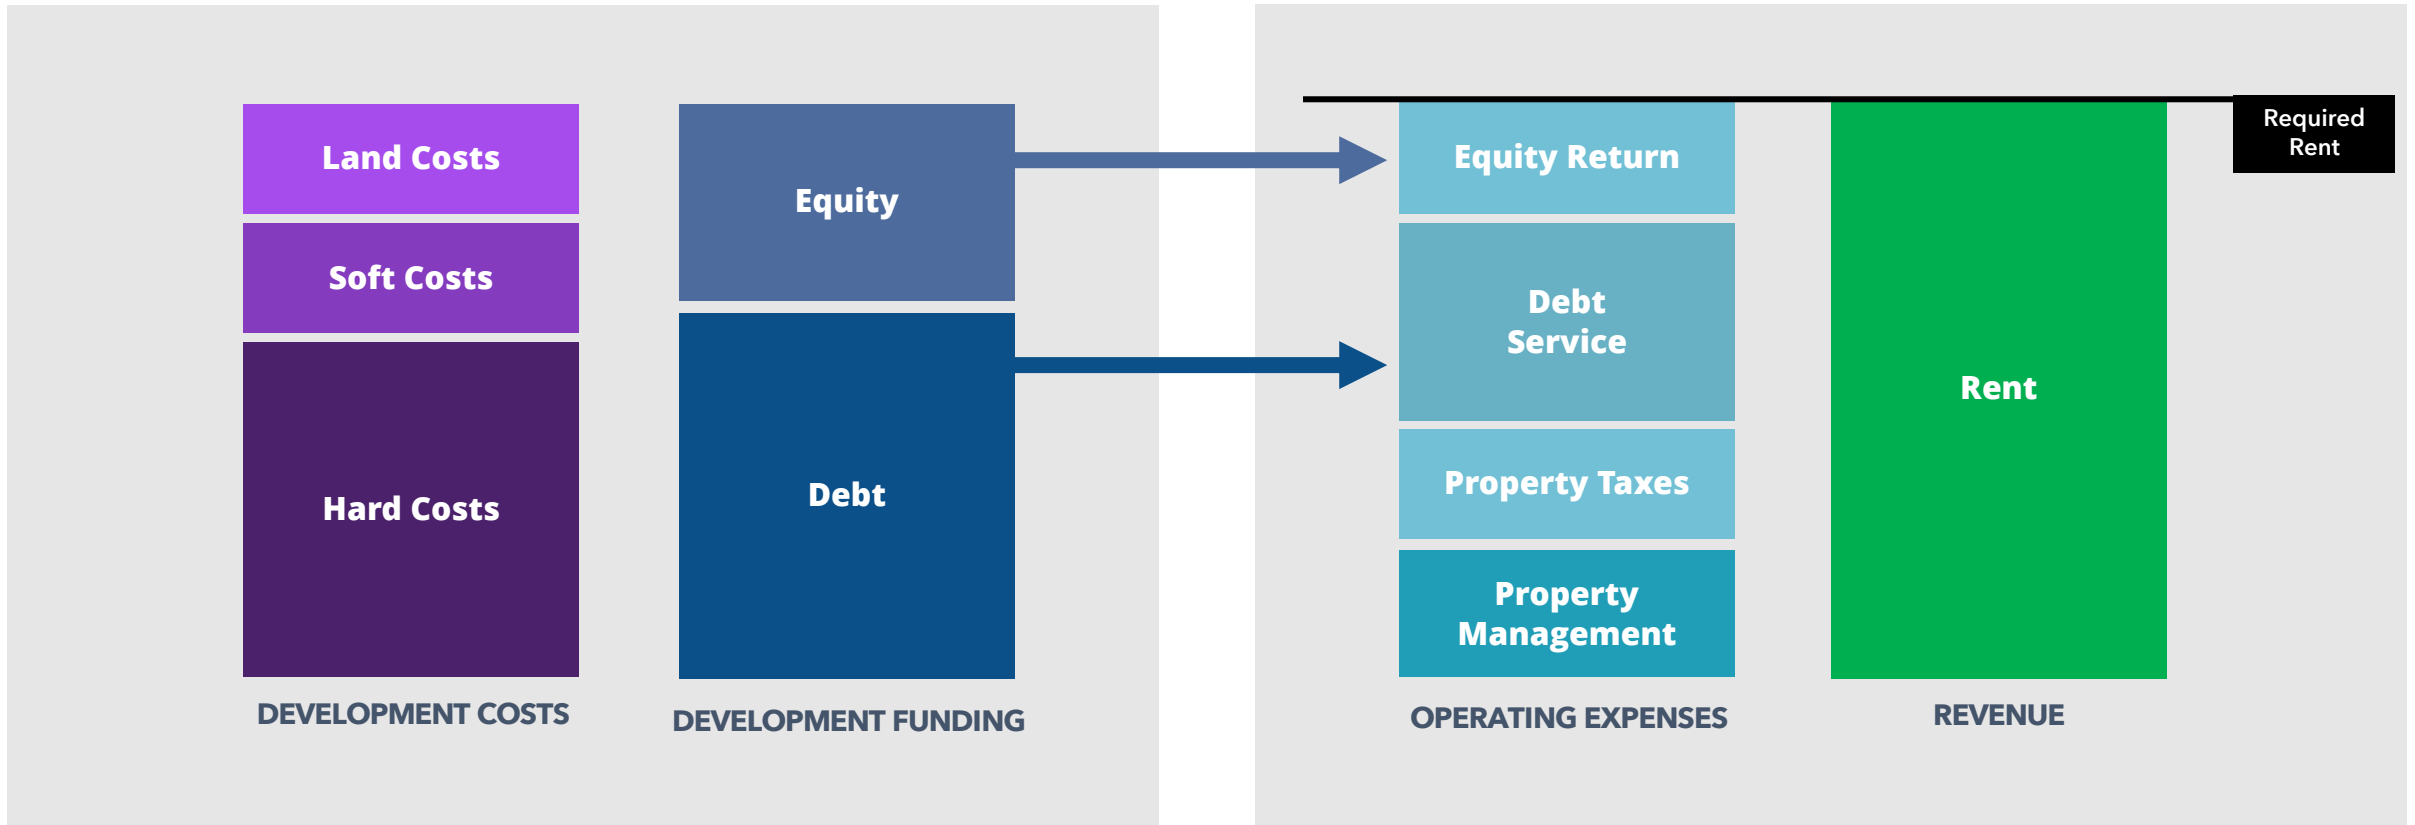 Land Costs
Soft Costs
Hard Costs
DEVELOPMENT COSTS
Equity
Debt
DEVELOPMENT FUNDING
Equity Return
Debt
Service
Property Taxes
Property
Management
OPERATING EXPENSES
Rent
REVENUE
Required
Rent